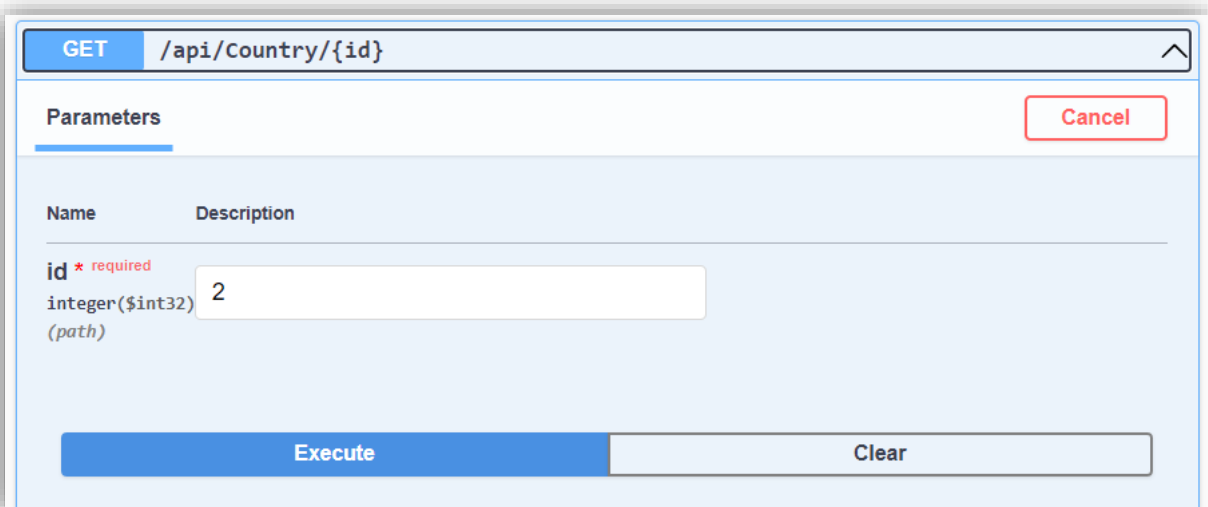 GET /api/Country/{id}
Parameters
Cancel
Name Description
id * required
integer($int32)
(path)
2
Execute Clear